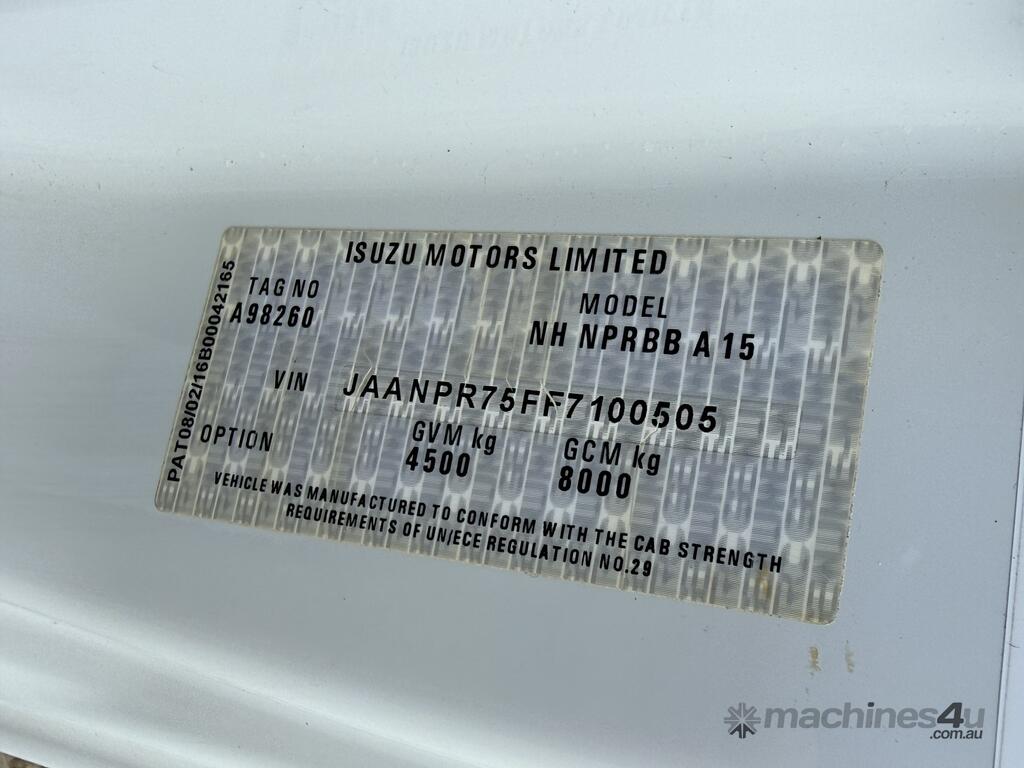 ISUZU MOTORS LIMITED
TAG NO
A98260
MODEL
NH NPRBB A 15
VIN JAANPR75FF7100505
OPTION
GVM kg
4500
GCM kg
8000
VEHICLE WAS MANUFACTURED TO CONFORM WITH THE CAB STRENGTH
REQUIREMENTS OF UN/ECE REGULATION NO.29
PAT08/02/16B00042165
machines4u
.com.au